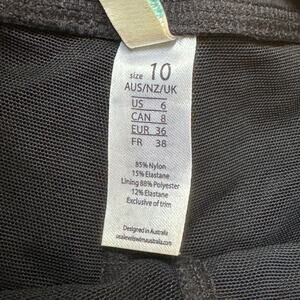 size 10
AUS/NZ/UK
US 6
CAN 8
EUR 36
FR 38
85% Nylon
15% Elastane
Lining 88% Polyester
12% Elastane
Exclusive of trim
Designed in Australia